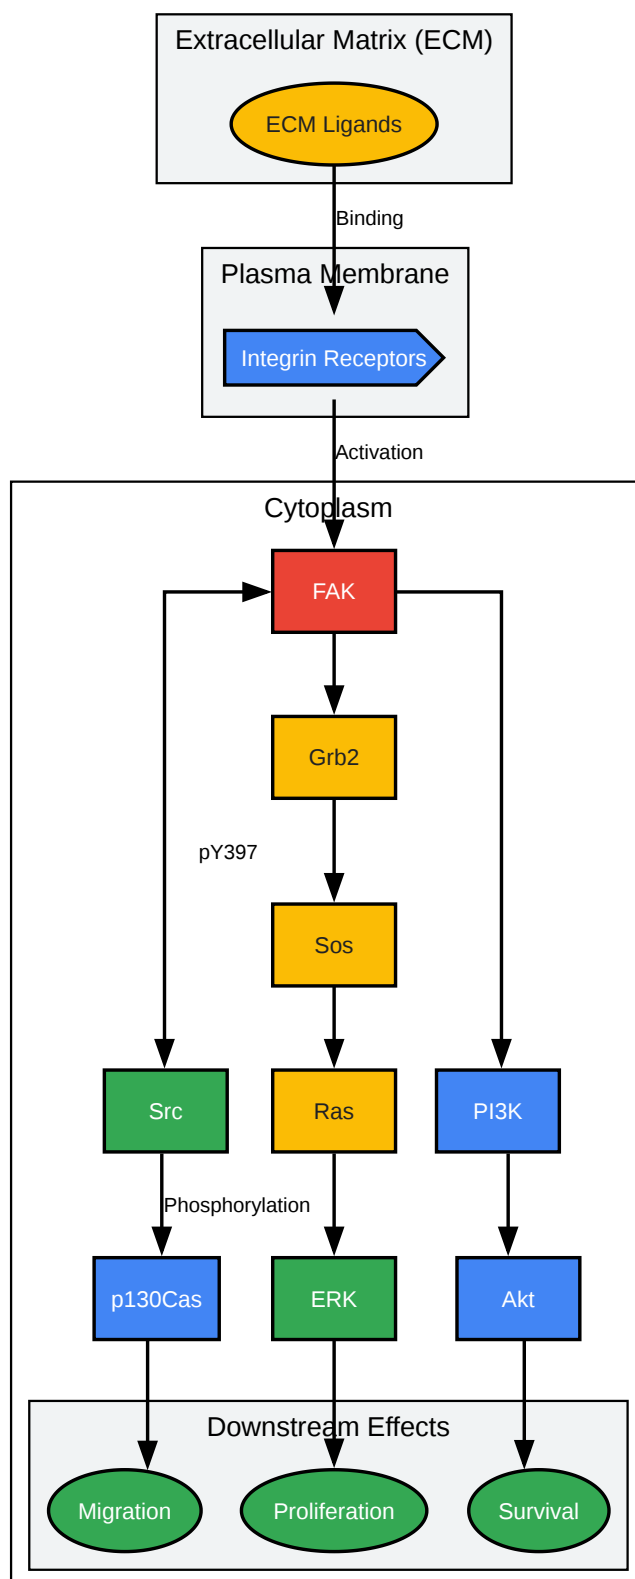 Extracellular Matrix (ECM)
ECM Ligands
Binding
Plasma Membrane
Integrin Receptors
Activation
Cytoplasm
FAK
Grb2
pY397
Sos
Src
Ras
PI3K
Phosphorylation
p130Cas
ERK
Akt
Downstream Effects
Migration
Proliferation
Survival